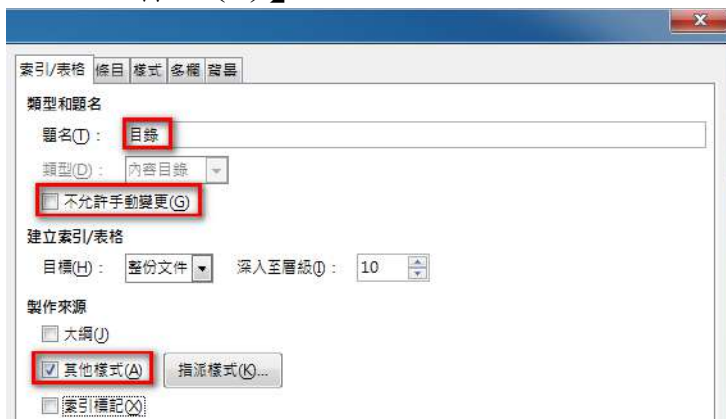 索引/表格 條目 樣式 多欄 背景
類型和題名
題名(T)： 目錄
類型(D)： 內容目錄
不允許手動變更(G)
建立索引/表格
目標(H)： 整份文件 深入至層級(I)： 10
製作來源
大綱(J)
其他樣式(A) 指派樣式(K)...
索引標記(X)